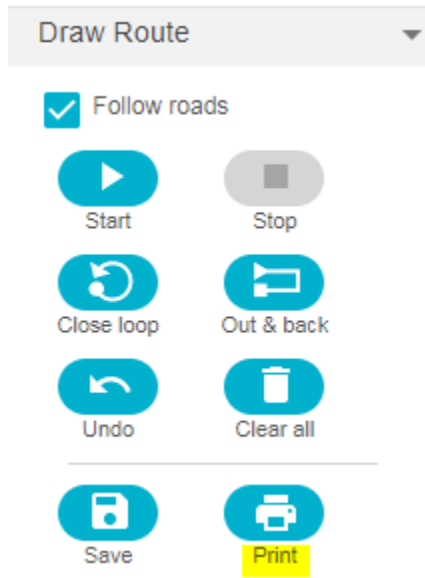 Draw Route
Follow roads
Start
Stop
Close loop
Out & back
Undo
Clear all
Save
Print